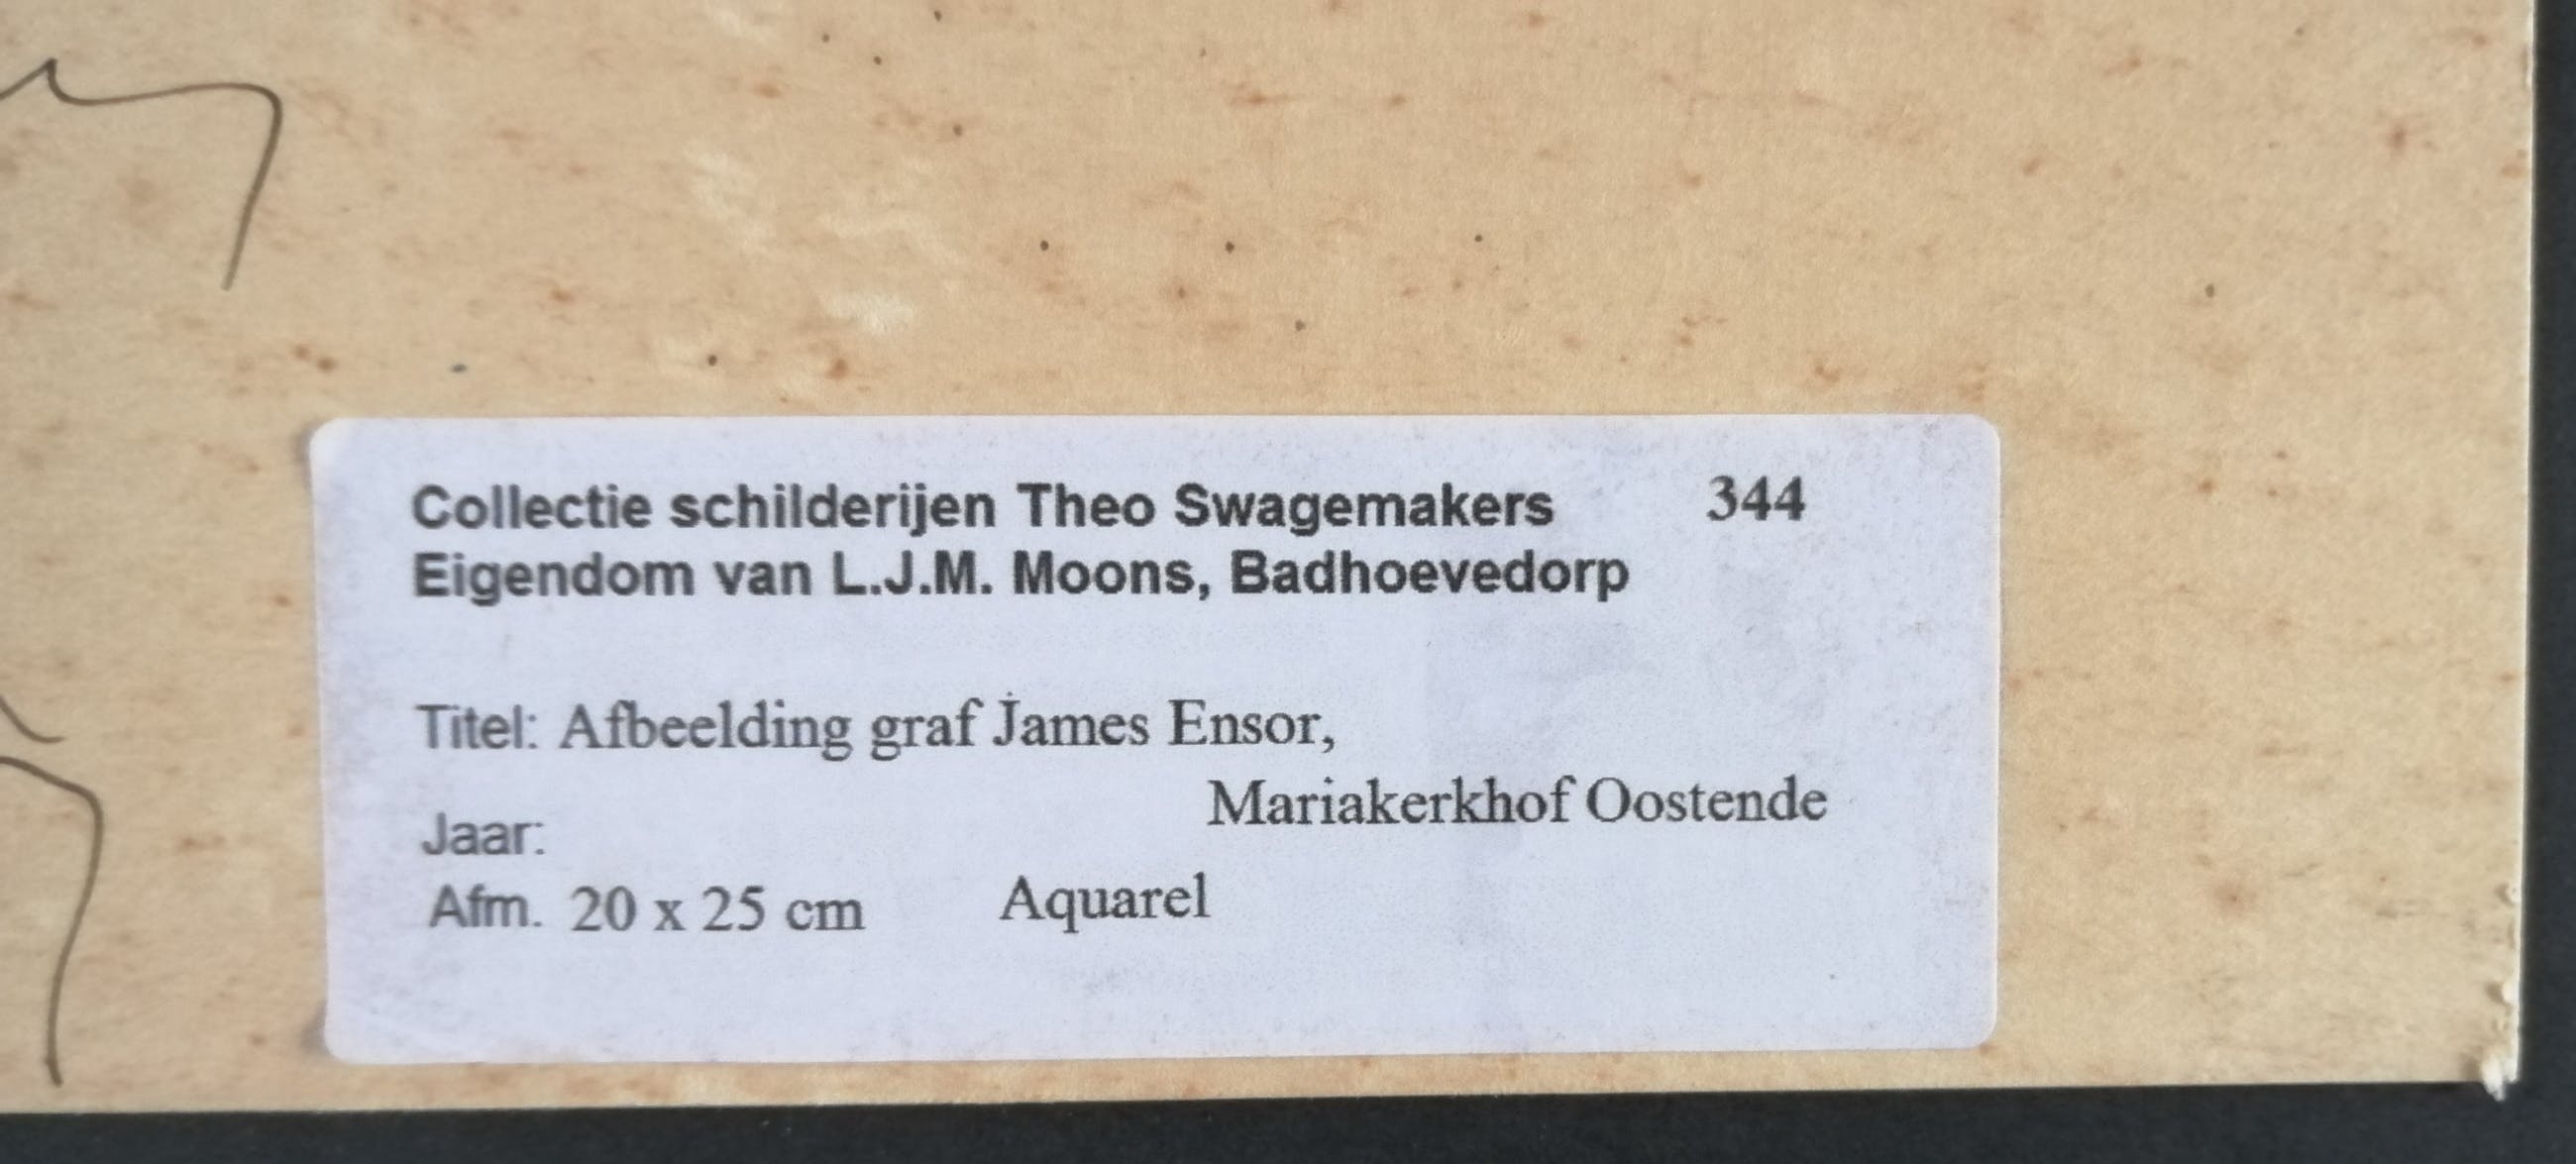 Collectie schilderijen Theo Swagemakers 344
Eigendom van L.J.M. Moons, Badhoevedorp
Titel: Afbeelding graf James Ensor,
Mariakerkhof Oostende
Jaar:
Afm. 20 x 25 cm Aquarel